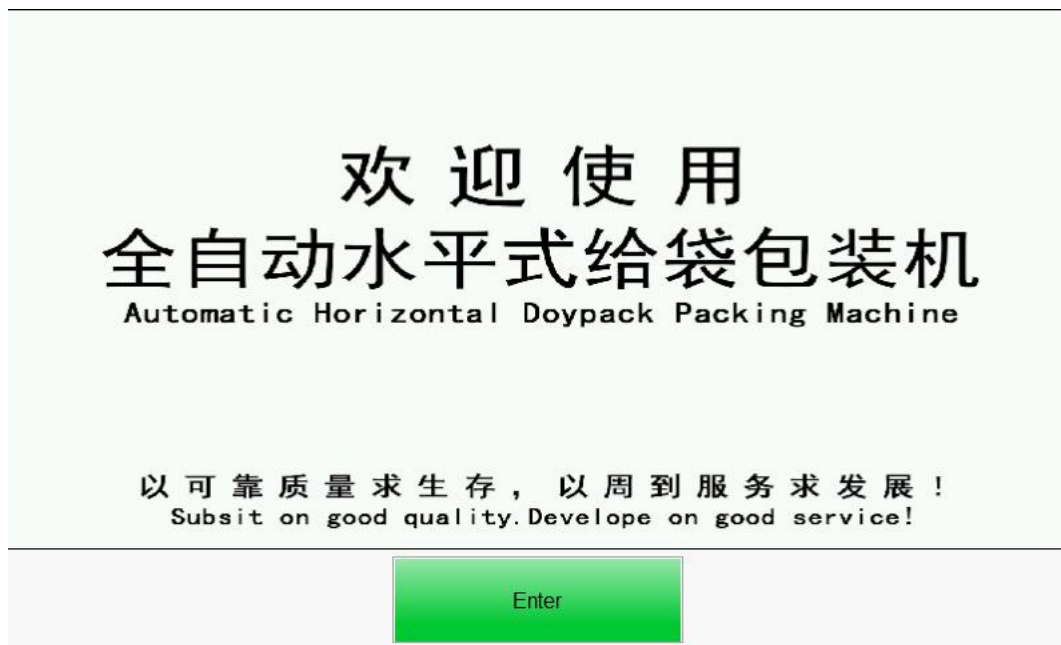 欢迎使用
全自动水平式给袋包装机
Automatic Horizontal Doypack Packing Machine
以可靠质量求生存，以周到服务求发展！
Subsit on good quality.Develope on good service!
Enter